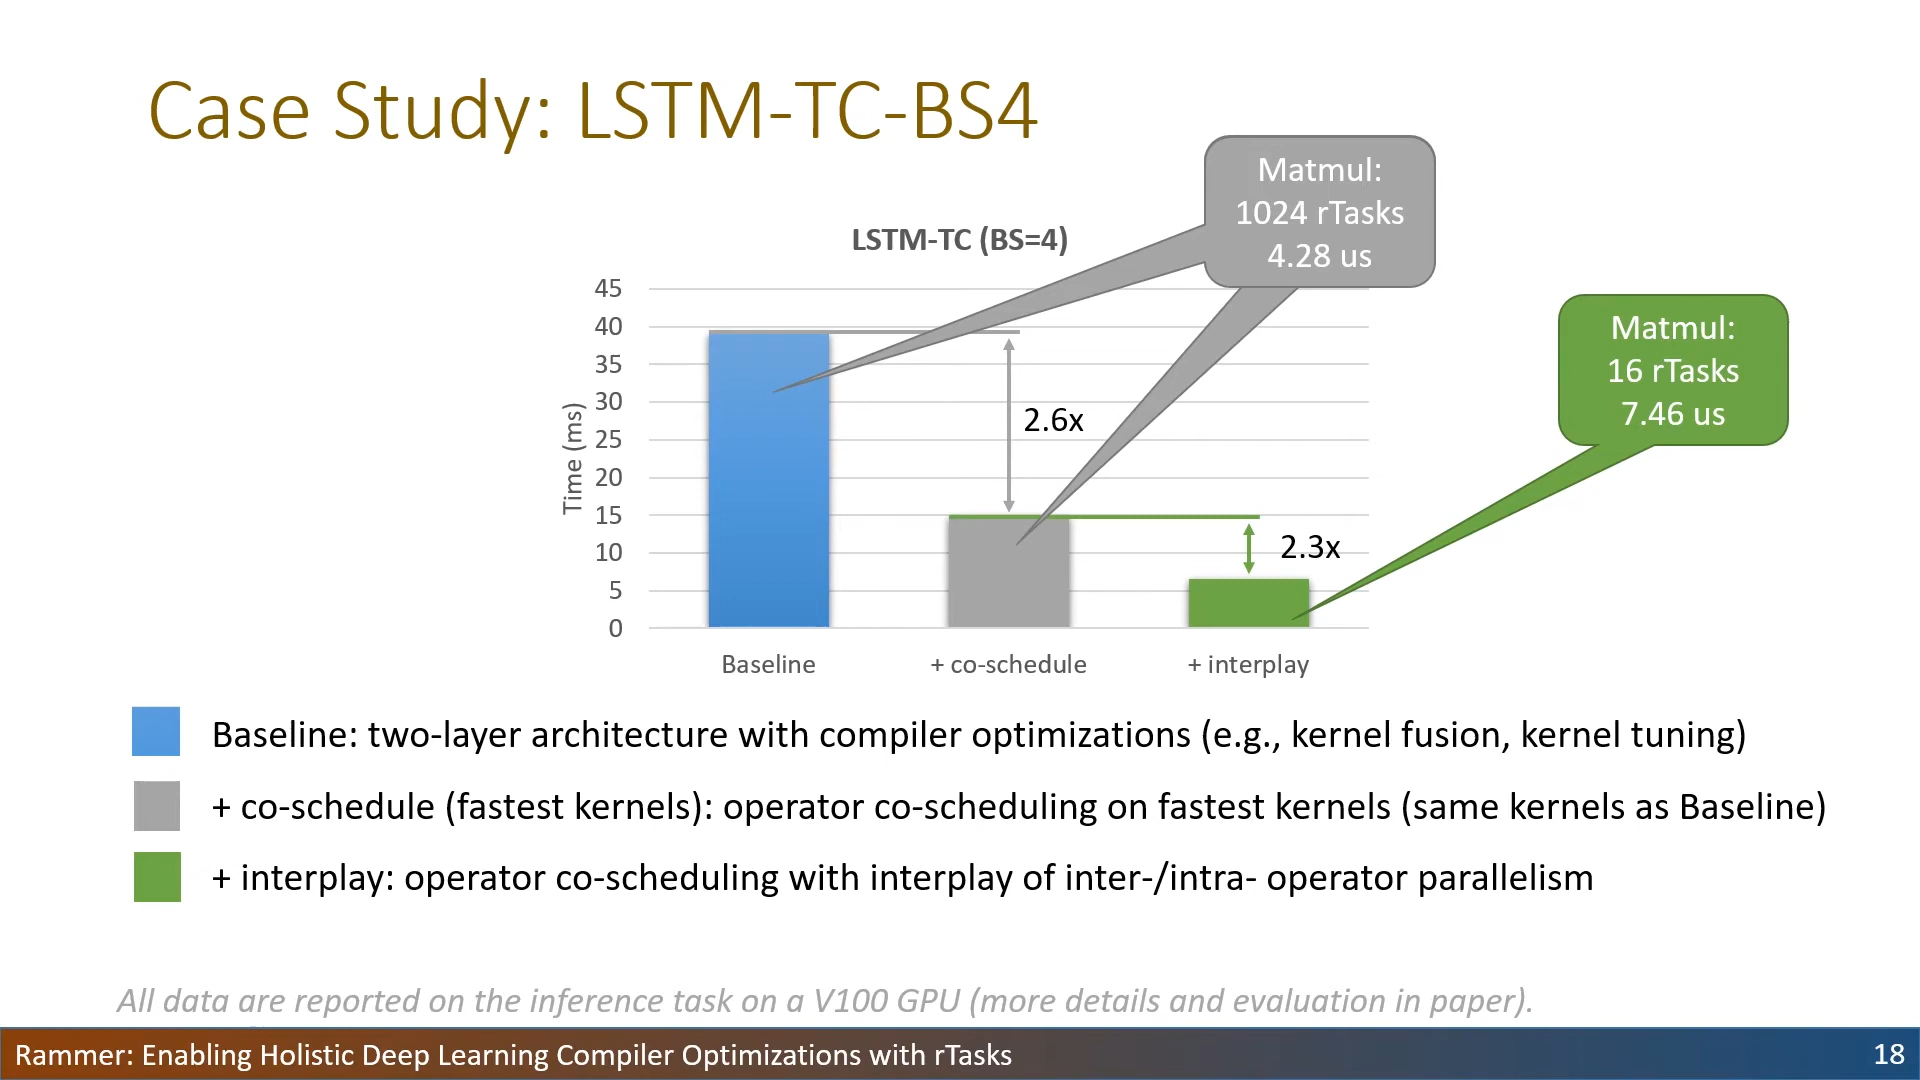 Case Study: LSTM-TC-BS4
Matmul:
1024 rTasks
4.28 us
LSTM-TC (BS=4)
Matmul:
16 rTasks
7.46 us
Time (ms)
45
40
35
30
25
20
15
10
5
0
2.6x
2.3x
Baseline
+ co-schedule
+ interplay
Baseline: two-layer architecture with compiler optimizations (e.g., kernel fusion, kernel tuning)
+ co-schedule (fastest kernels): operator co-scheduling on fastest kernels (same kernels as Baseline)
+ interplay: operator co-scheduling with interplay of inter-/intra- operator parallelism
All data are reported on the inference task on a V100 GPU (more details and evaluation in paper).
Rammer: Enabling Holistic Deep Learning Compiler Optimizations with rTasks
18